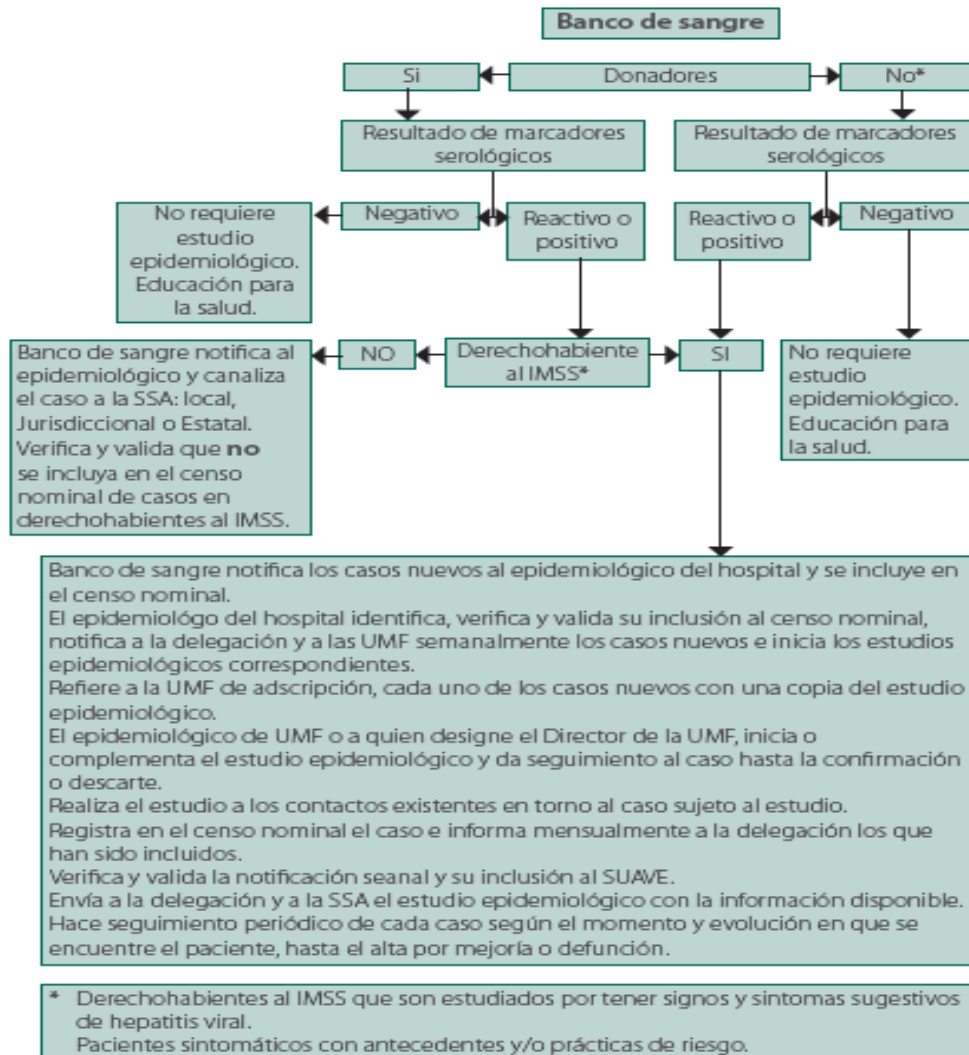 Banco de sangre
Si
Donadores
No*
Resultado de marcadores
serológicos
Resultado de marcadores
serológicos
No requiere
estudio
epidemiológico.
Educación para
la salud.
Negativo
Reactivo o
positivo
Reactivo o
positivo
Negativo
Banco de sangre notifica al
epidemiológico y canaliza
el caso a la SSA: local,
Jurisdiccional o Estatal.
Verifica y valida que no
se incluya en el censo
nominal de casos en
derechohabientes al IMSS.
NO
Derechohabiente
al IMSS*
SI
No requiere
estudio
epidemiológico.
Educación para
la salud.
Banco de sangre notifica los casos nuevos al epidemiológico del hospital y se incluye en
el censo nominal.
El epidemiológo del hospital identifica, verifica y valida su inclusión al censo nominal,
notifica a la delegación y a las UMF semanalmente los casos nuevos e inicia los estudios
epidemiológicos correspondientes.
Refiere a la UMF de adscripción, cada uno de los casos nuevos con una copia del estudio
epidemiológico.
El epidemiológico de UMF o a quien designe el Director de la UMF, inicia o
complementa el estudio epidemiológico y da seguimiento al caso hasta la confirmación
o descarte.
Realiza el estudio a los contactos existentes en torno al caso sujeto al estudio.
Registra en el censo nominal el caso e informa mensualmente a la delegación los que
han sido incluidos.
Verifica y valida la notificación seanal y su inclusión al SUAVE.
Envía a la delegación y a la SSA el estudio epidemiológico con la información disponible.
Hace seguimiento periódico de cada caso según el momento y evolución en que se
encuentre el paciente, hasta el alta por mejoría o defunción.
* Derechohabientes al IMSS que son estudiados por tener signos y sintomas sugestivos
de hepatitis viral.
Pacientes sintomáticos con antecedentes y/o prácticas de riesgo.